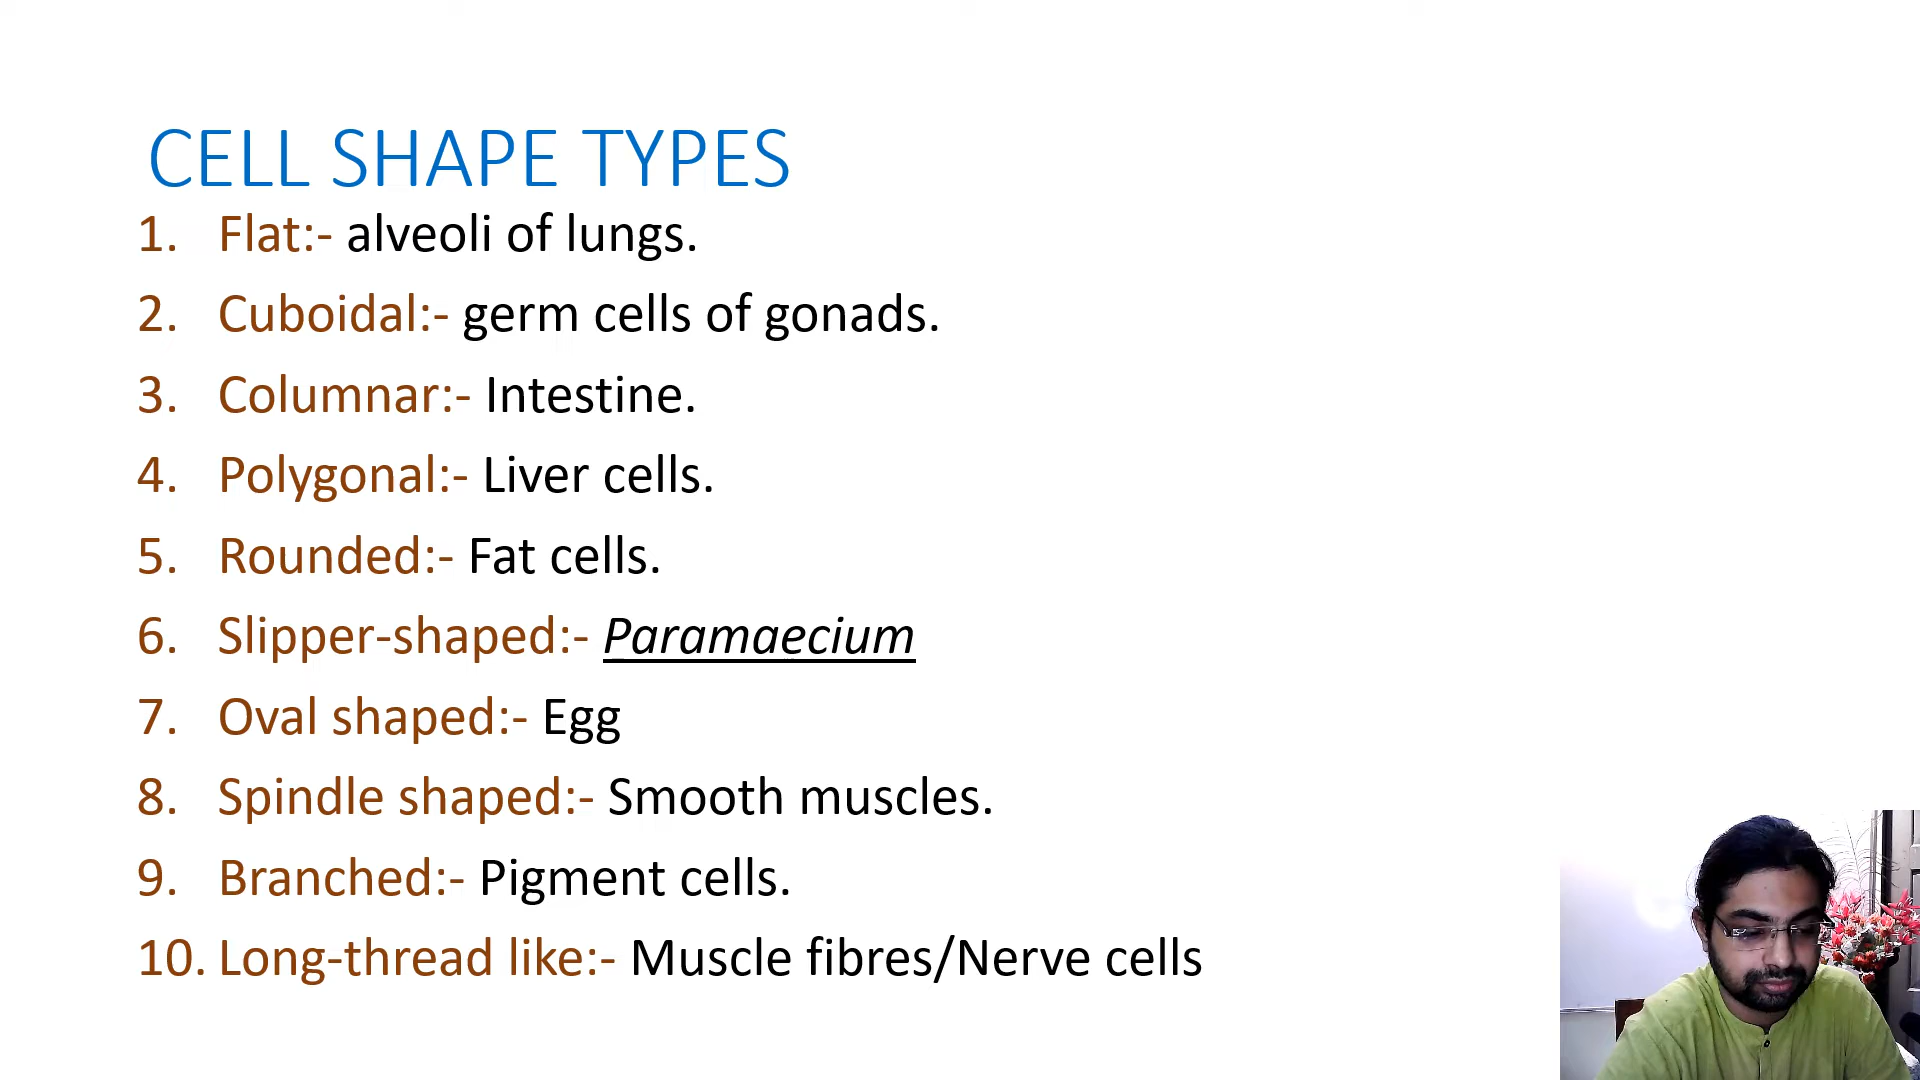 CELL SHAPE TYPES
1. Flat:- alveoli of lungs.
2. Cuboidal:- germ cells of gonads.
3. Columnar:- Intestine.
4. Polygonal:- Liver cells.
5. Rounded:- Fat cells.
6. Slipper-shaped:- Paramaecium
7. Oval shaped:- Egg
8. Spindle shaped:- Smooth muscles.
9. Branched:- Pigment cells.
10. Long-thread like:- Muscle fibres/Nerve cells